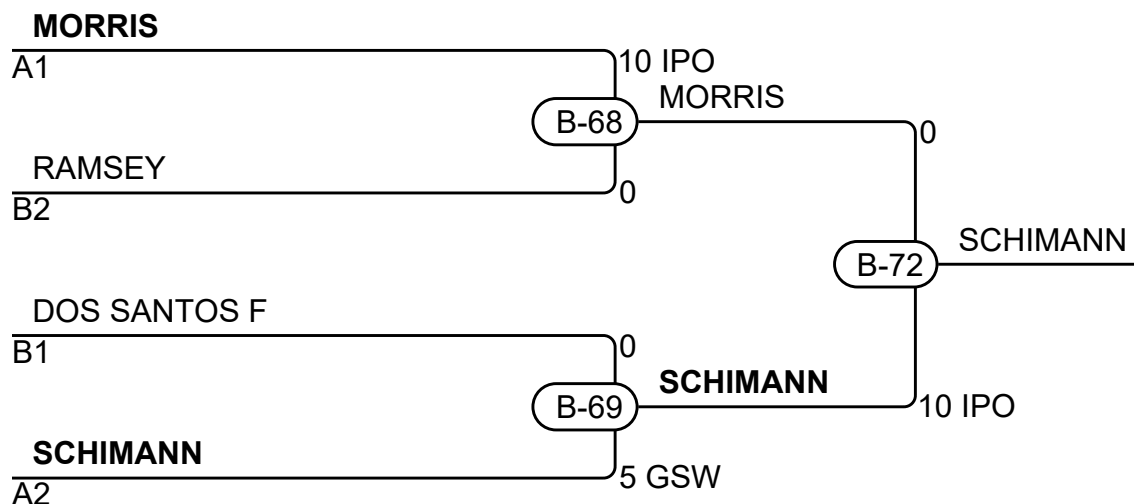 MORRIS
A1
10 IPO
B-68
MORRIS
0
RAMSEY
B2
0
B-72
SCHIMANN
DOS SANTOS F
B1
0
B-69
SCHIMANN
10 IPO
SCHIMANN
A2
5 GSW